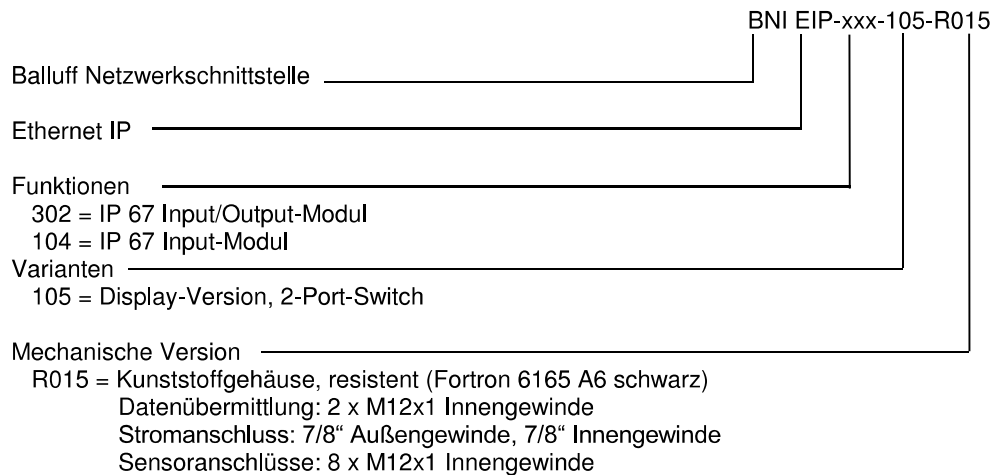 BNI EIP-xxx-105-R015
Balluff Netzwerkschnittstelle
Ethernet IP
Funktionen
302 = IP 67 Input/Output-Modul
104 = IP 67 Input-Modul
Varianten
105 = Display-Version, 2-Port-Switch
Mechanische Version
R015 = Kunststoffgehäuse, resistent (Fortron 6165 A6 schwarz)
Datenübermittlung: 2 x M12x1 Innengewinde
Stromanschluss: 7/8“ Außengewinde, 7/8“ Innengewinde
Sensoranschlüsse: 8 x M12x1 Innengewinde